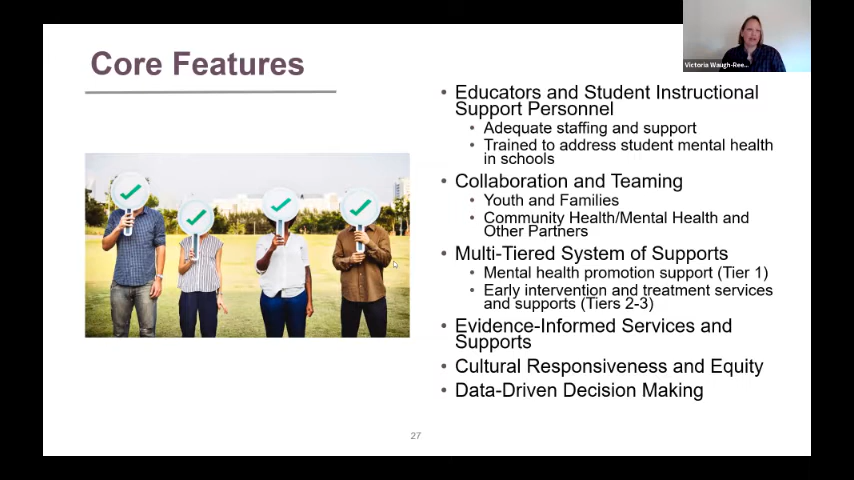 Core Features
Victoria Waugh-Ree...
• Educators and Student Instructional
Support Personnel
• Adequate staffing and support
• Trained to address student mental health
in schools
• Collaboration and Teaming
• Youth and Families
• Community Health/Mental Health and
Other Partners
• Multi-Tiered System of Supports
• Mental health promotion support (Tier 1)
• Early intervention and treatment services
and supports (Tiers 2-3)
• Evidence-Informed Services and
Supports
• Cultural Responsiveness and Equity
• Data-Driven Decision Making
27